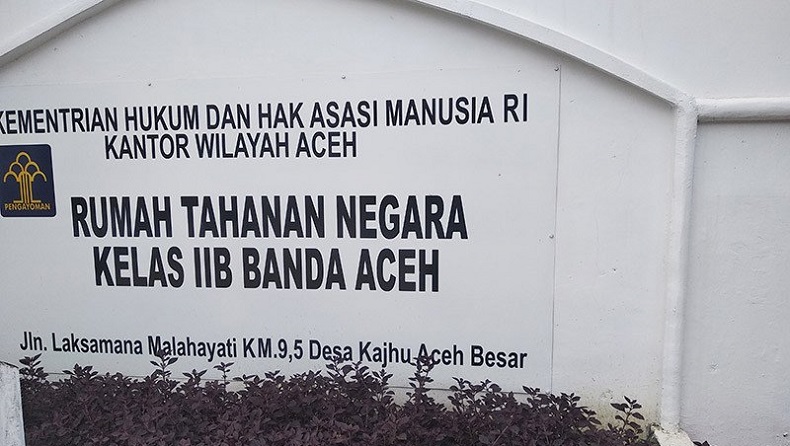 KEMENTRIAN HUKUM DAN HAK ASASI MANUSIA RI
KANTOR WILAYAH ACEH
PENGAYOMAN
RUMAH TAHANAN NEGARA
KELAS IIB BANDA ACEH
Jln. Laksamana Malahayati KM.9,5 Desa Kajhu Aceh Besar